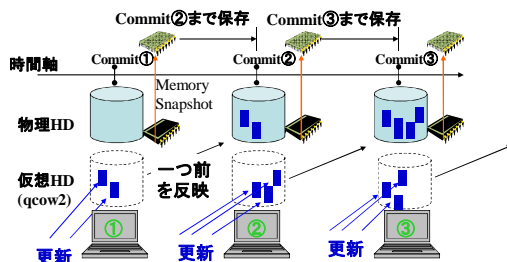 Commit②まで保存
Commit③まで保存
時間軸
Commit①
Commit②
Commit③
Memory
Snapshot
物理HD
仮想HD
(qcow2)
一つ前
を反映
①
②
③
更新
更新
更新